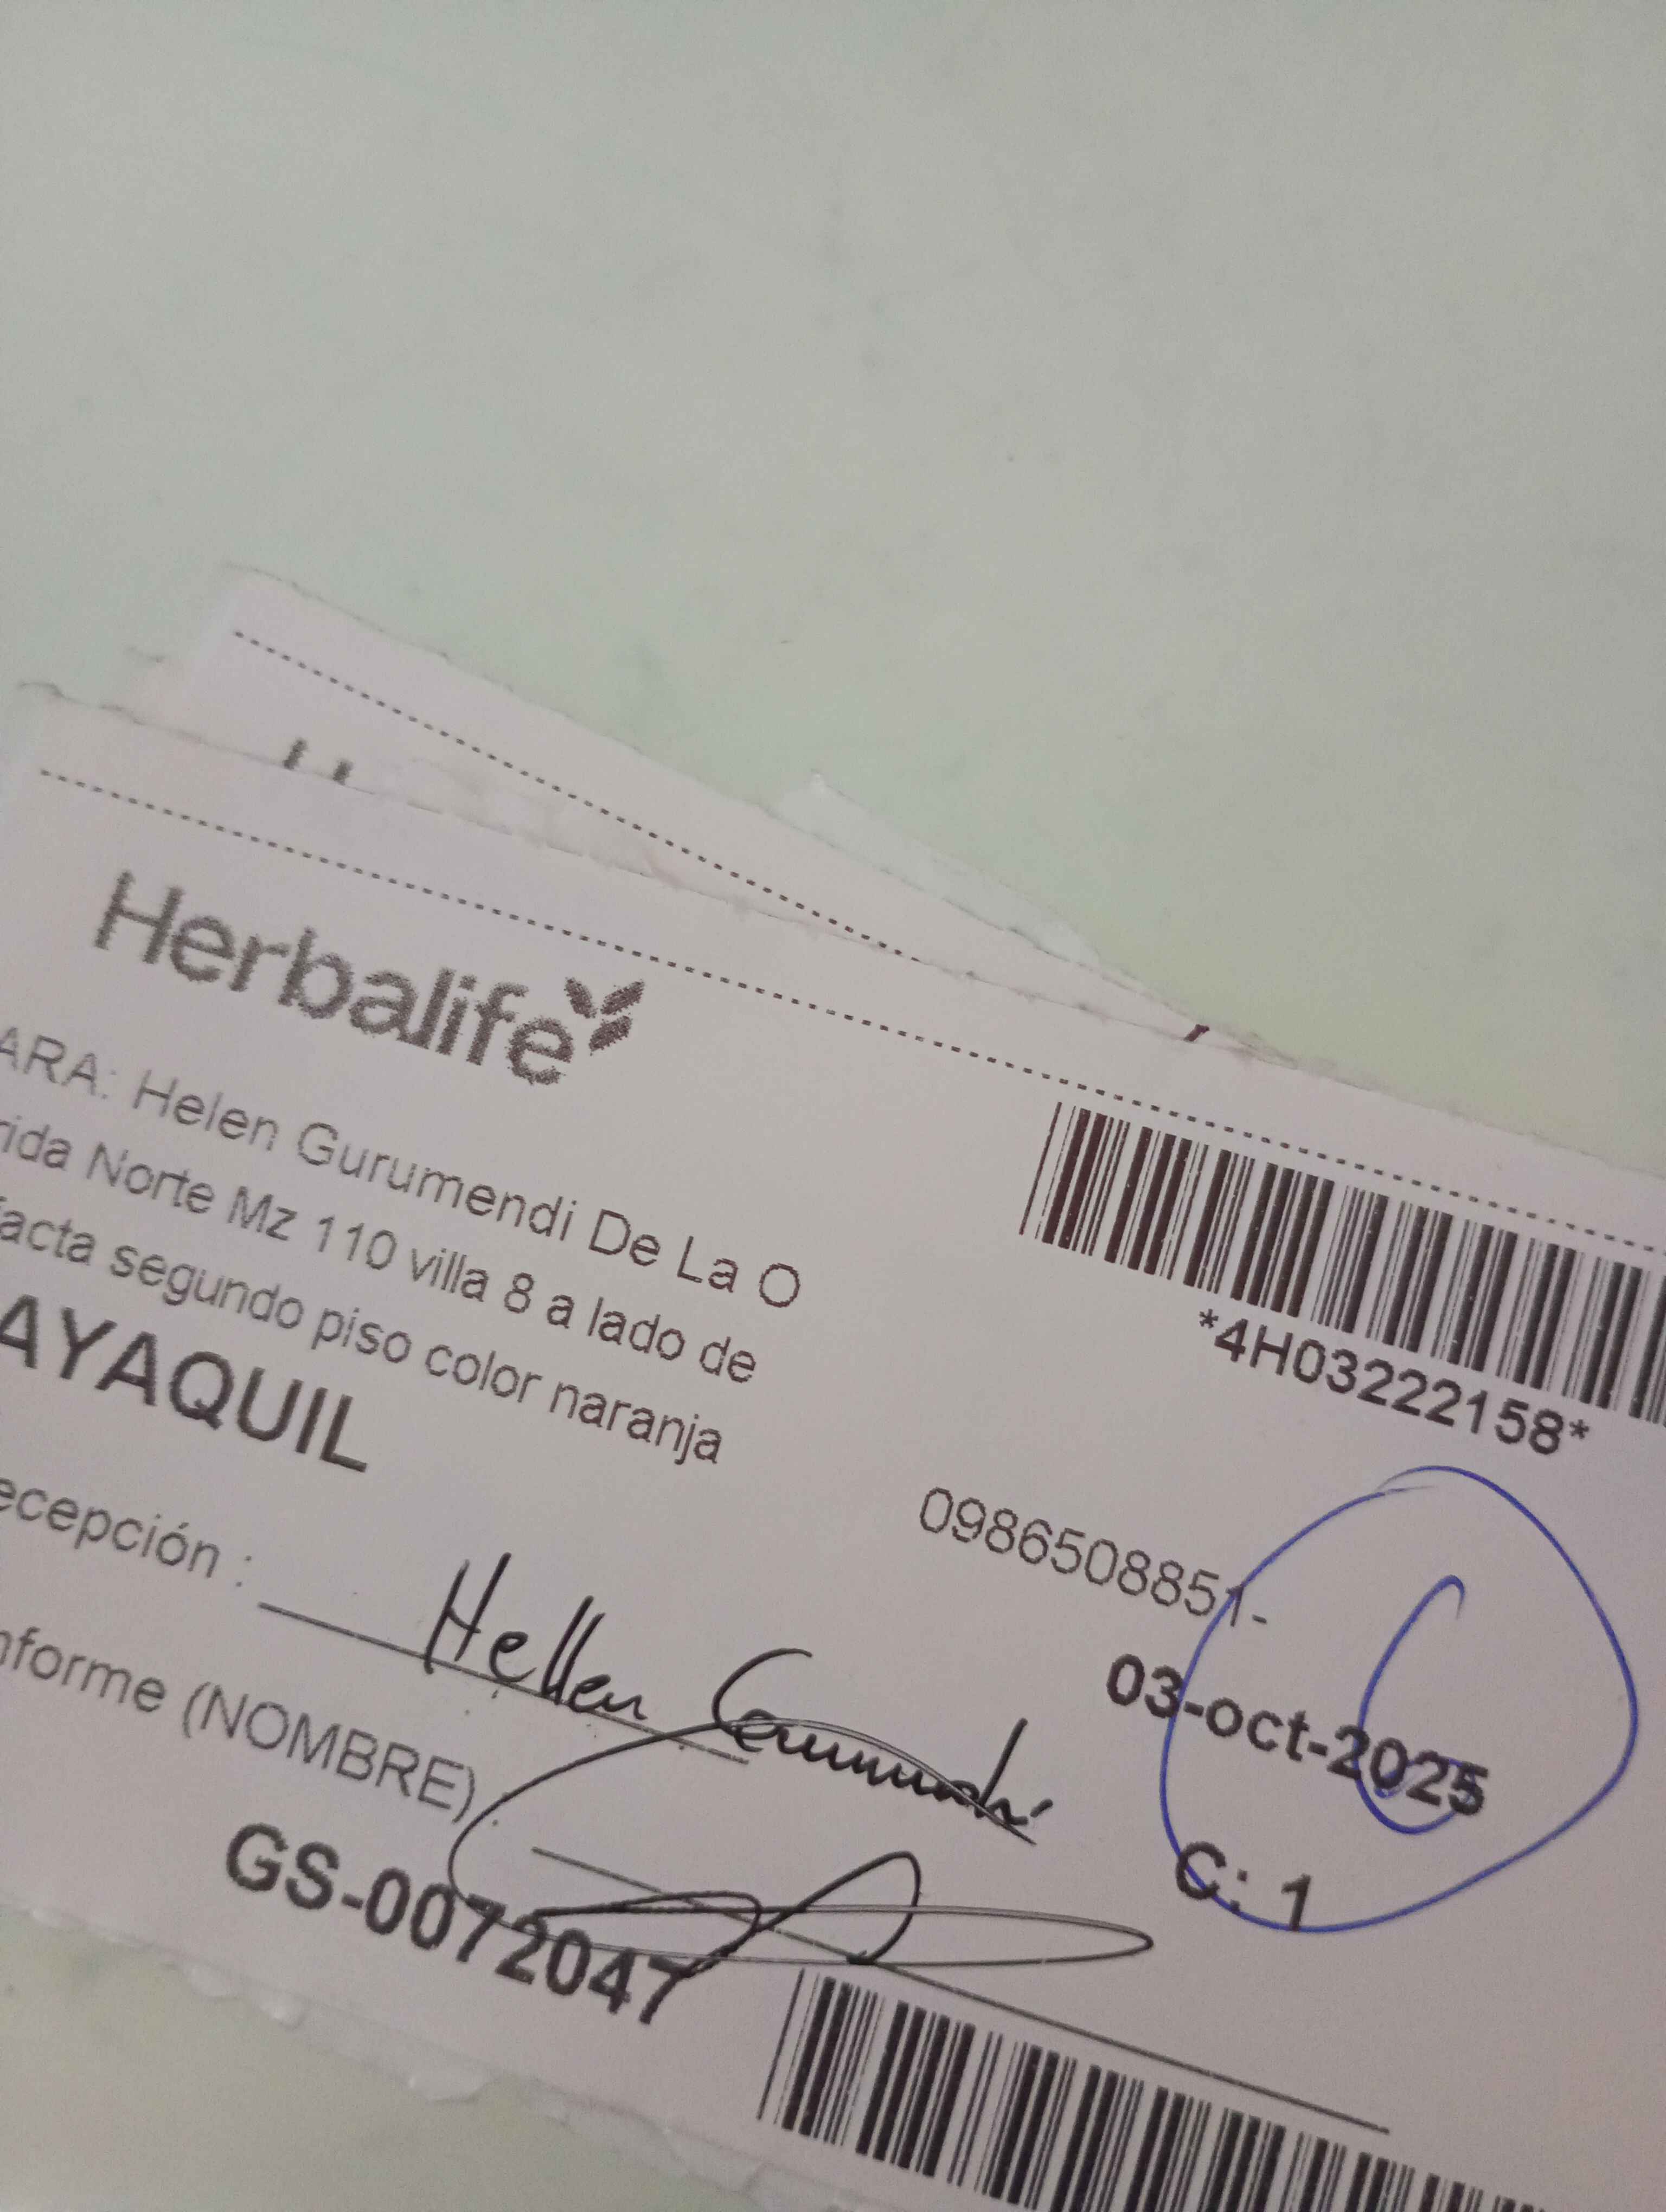 Herbalife
ARA: Helen Gurumendi De La O
rida Norte Mz 110 villa 8 a lado de
facta segundo piso color naranja
AYAQUIL
*4H03222158*
0986508851-
03-oct-2025
C: 1
ecepción :
Hellen Gurumendi
nforme (NOMBRE)
GS-0072047